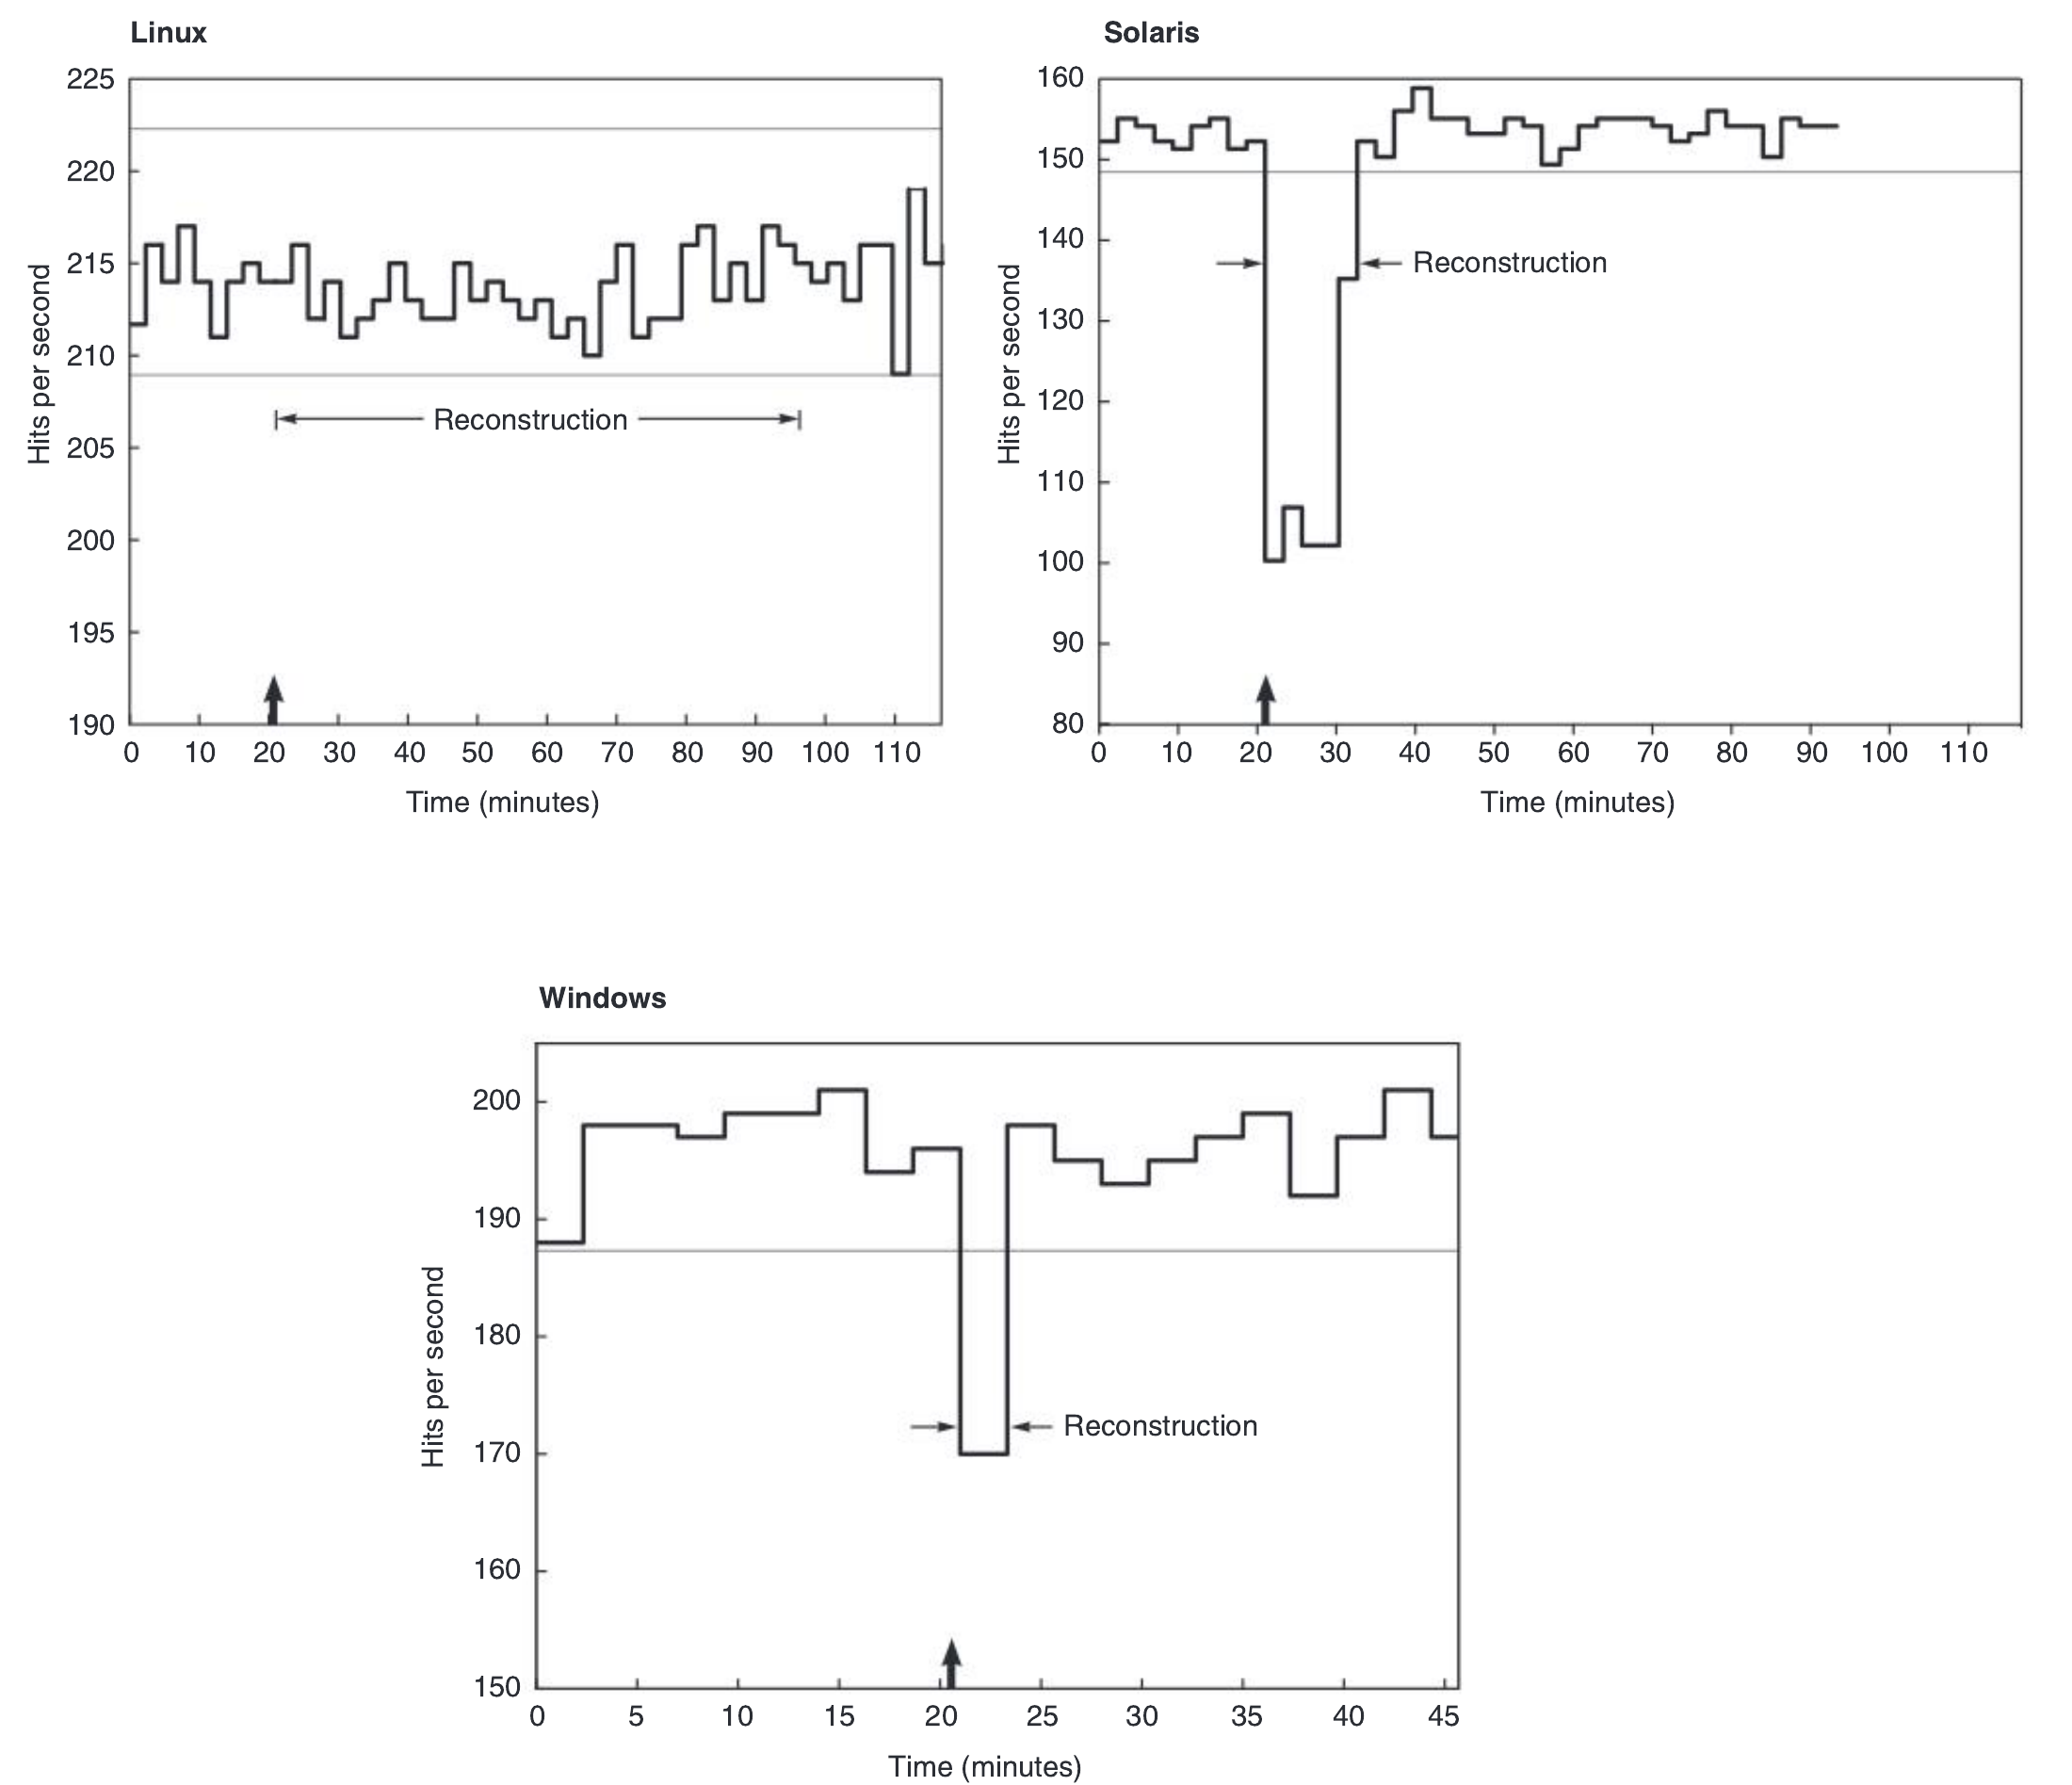 Linux
225
220
215
210
205
200
195
190
Hits per second
Reconstruction
0 10 20 30 40 50 60 70 80 90 100 110
Time (minutes)
Solaris
160
150
140
130
120
110
100
90
80
Hits per second
Reconstruction
0 10 20 30 40 50 60 70 80 90 100 110
Time (minutes)
Windows
200
190
180
170
160
150
Hits per second
Reconstruction
0 5 10 15 20 25 30 35 40 45
Time (minutes)